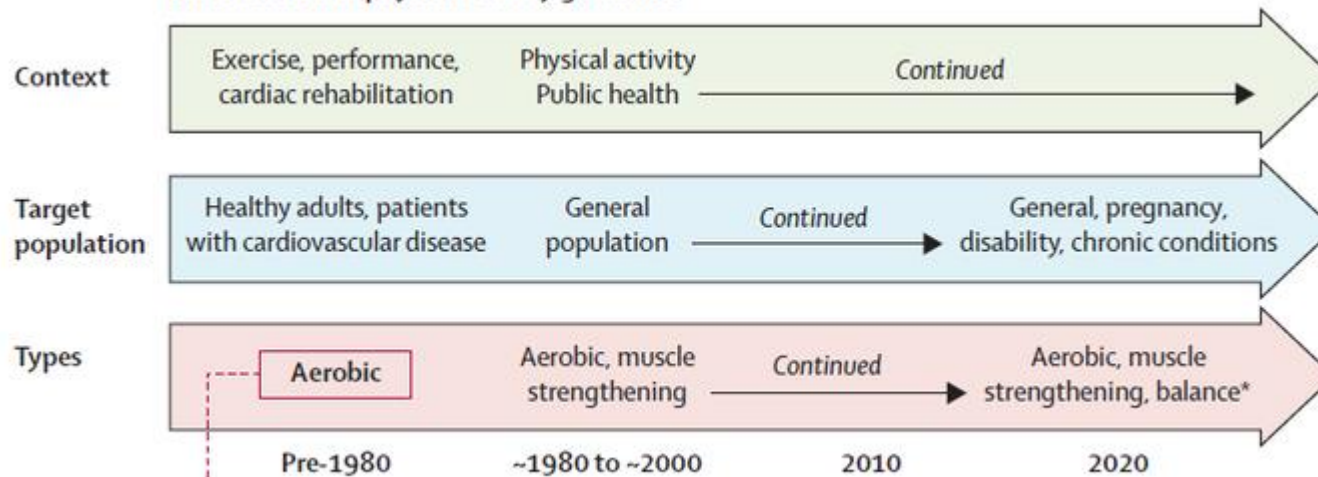 Context
Exercise, performance,
cardiac rehabilitation
Physical activity
Public health
Continued
Target
population
Healthy adults, patients
with cardiovascular disease
General
population
Continued
General, pregnancy,
disability, chronic conditions
Types
Aerobic
Aerobic, muscle
strengthening
Continued
Aerobic, muscle
strengthening, balance*
Pre-1980
~1980 to ~2000
2010
2020